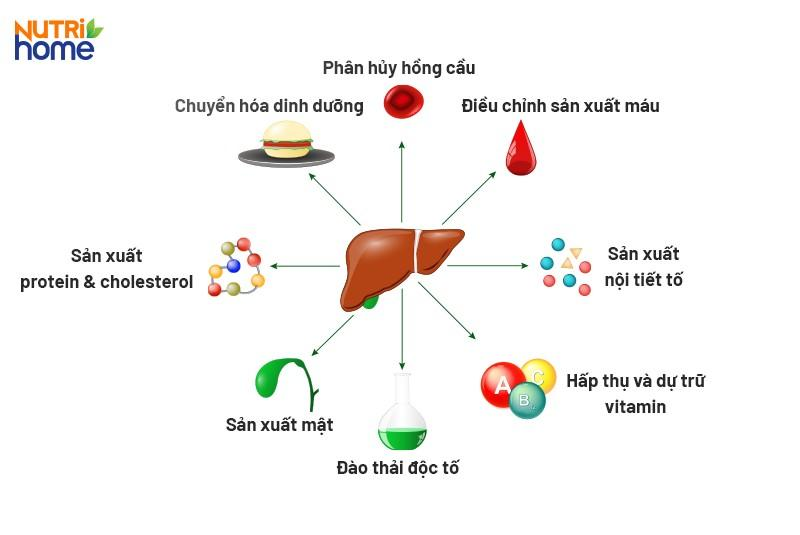 NUTRi
home
Phân hủy hồng cầu
Chuyển hóa dinh dưỡng
Điều chỉnh sản xuất máu
Sản xuất
protein & cholesterol
Sản xuất
nội tiết tố
A
C
B
Hấp thụ và dự trữ
vitamin
Sản xuất mật
Đào thải độc tố